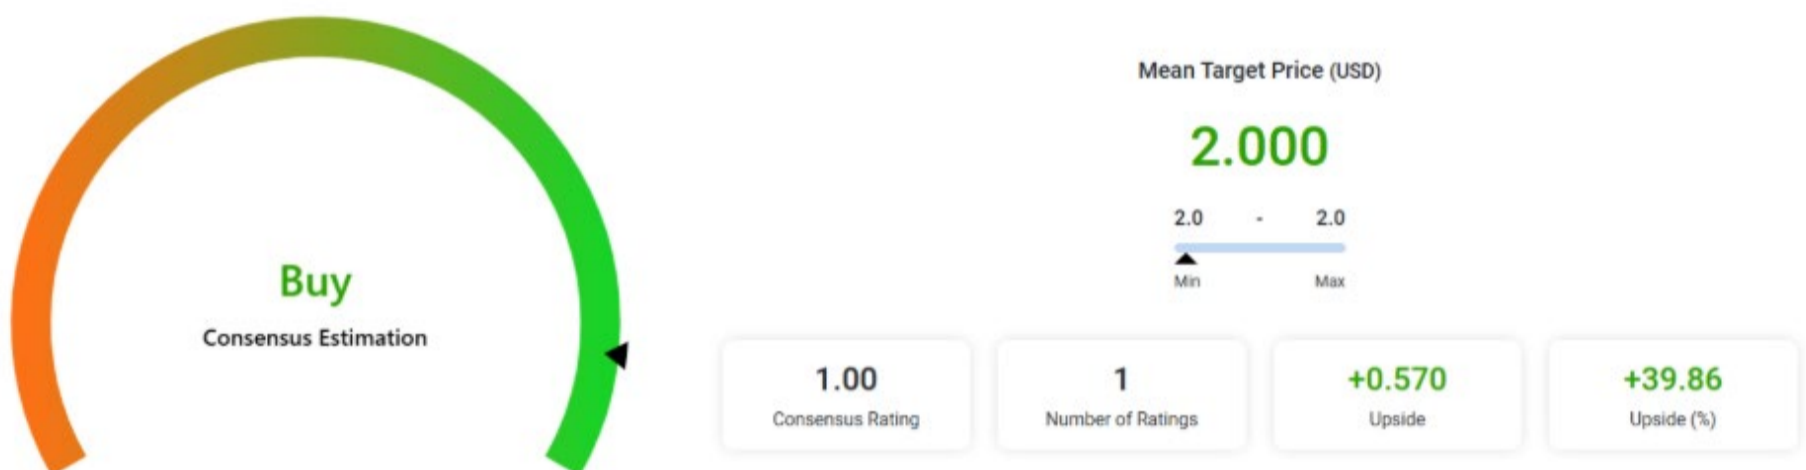 Buy
Consensus Estimation
Mean Target Price (USD)
2.000
2.0 - 2.0
Min Max
1.00
Consensus Rating
1
Number of Ratings
+0.570
Upside
+39.86
Upside (%)